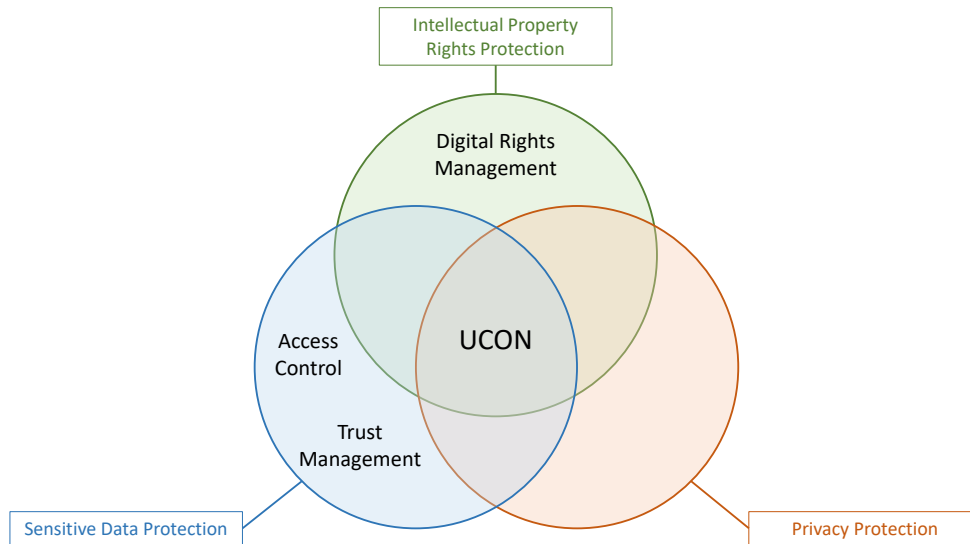 Intellectual Property
Rights Protection
Digital Rights
Management
UCON
Access
Control
Trust
Management
Sensitive Data Protection
Privacy Protection